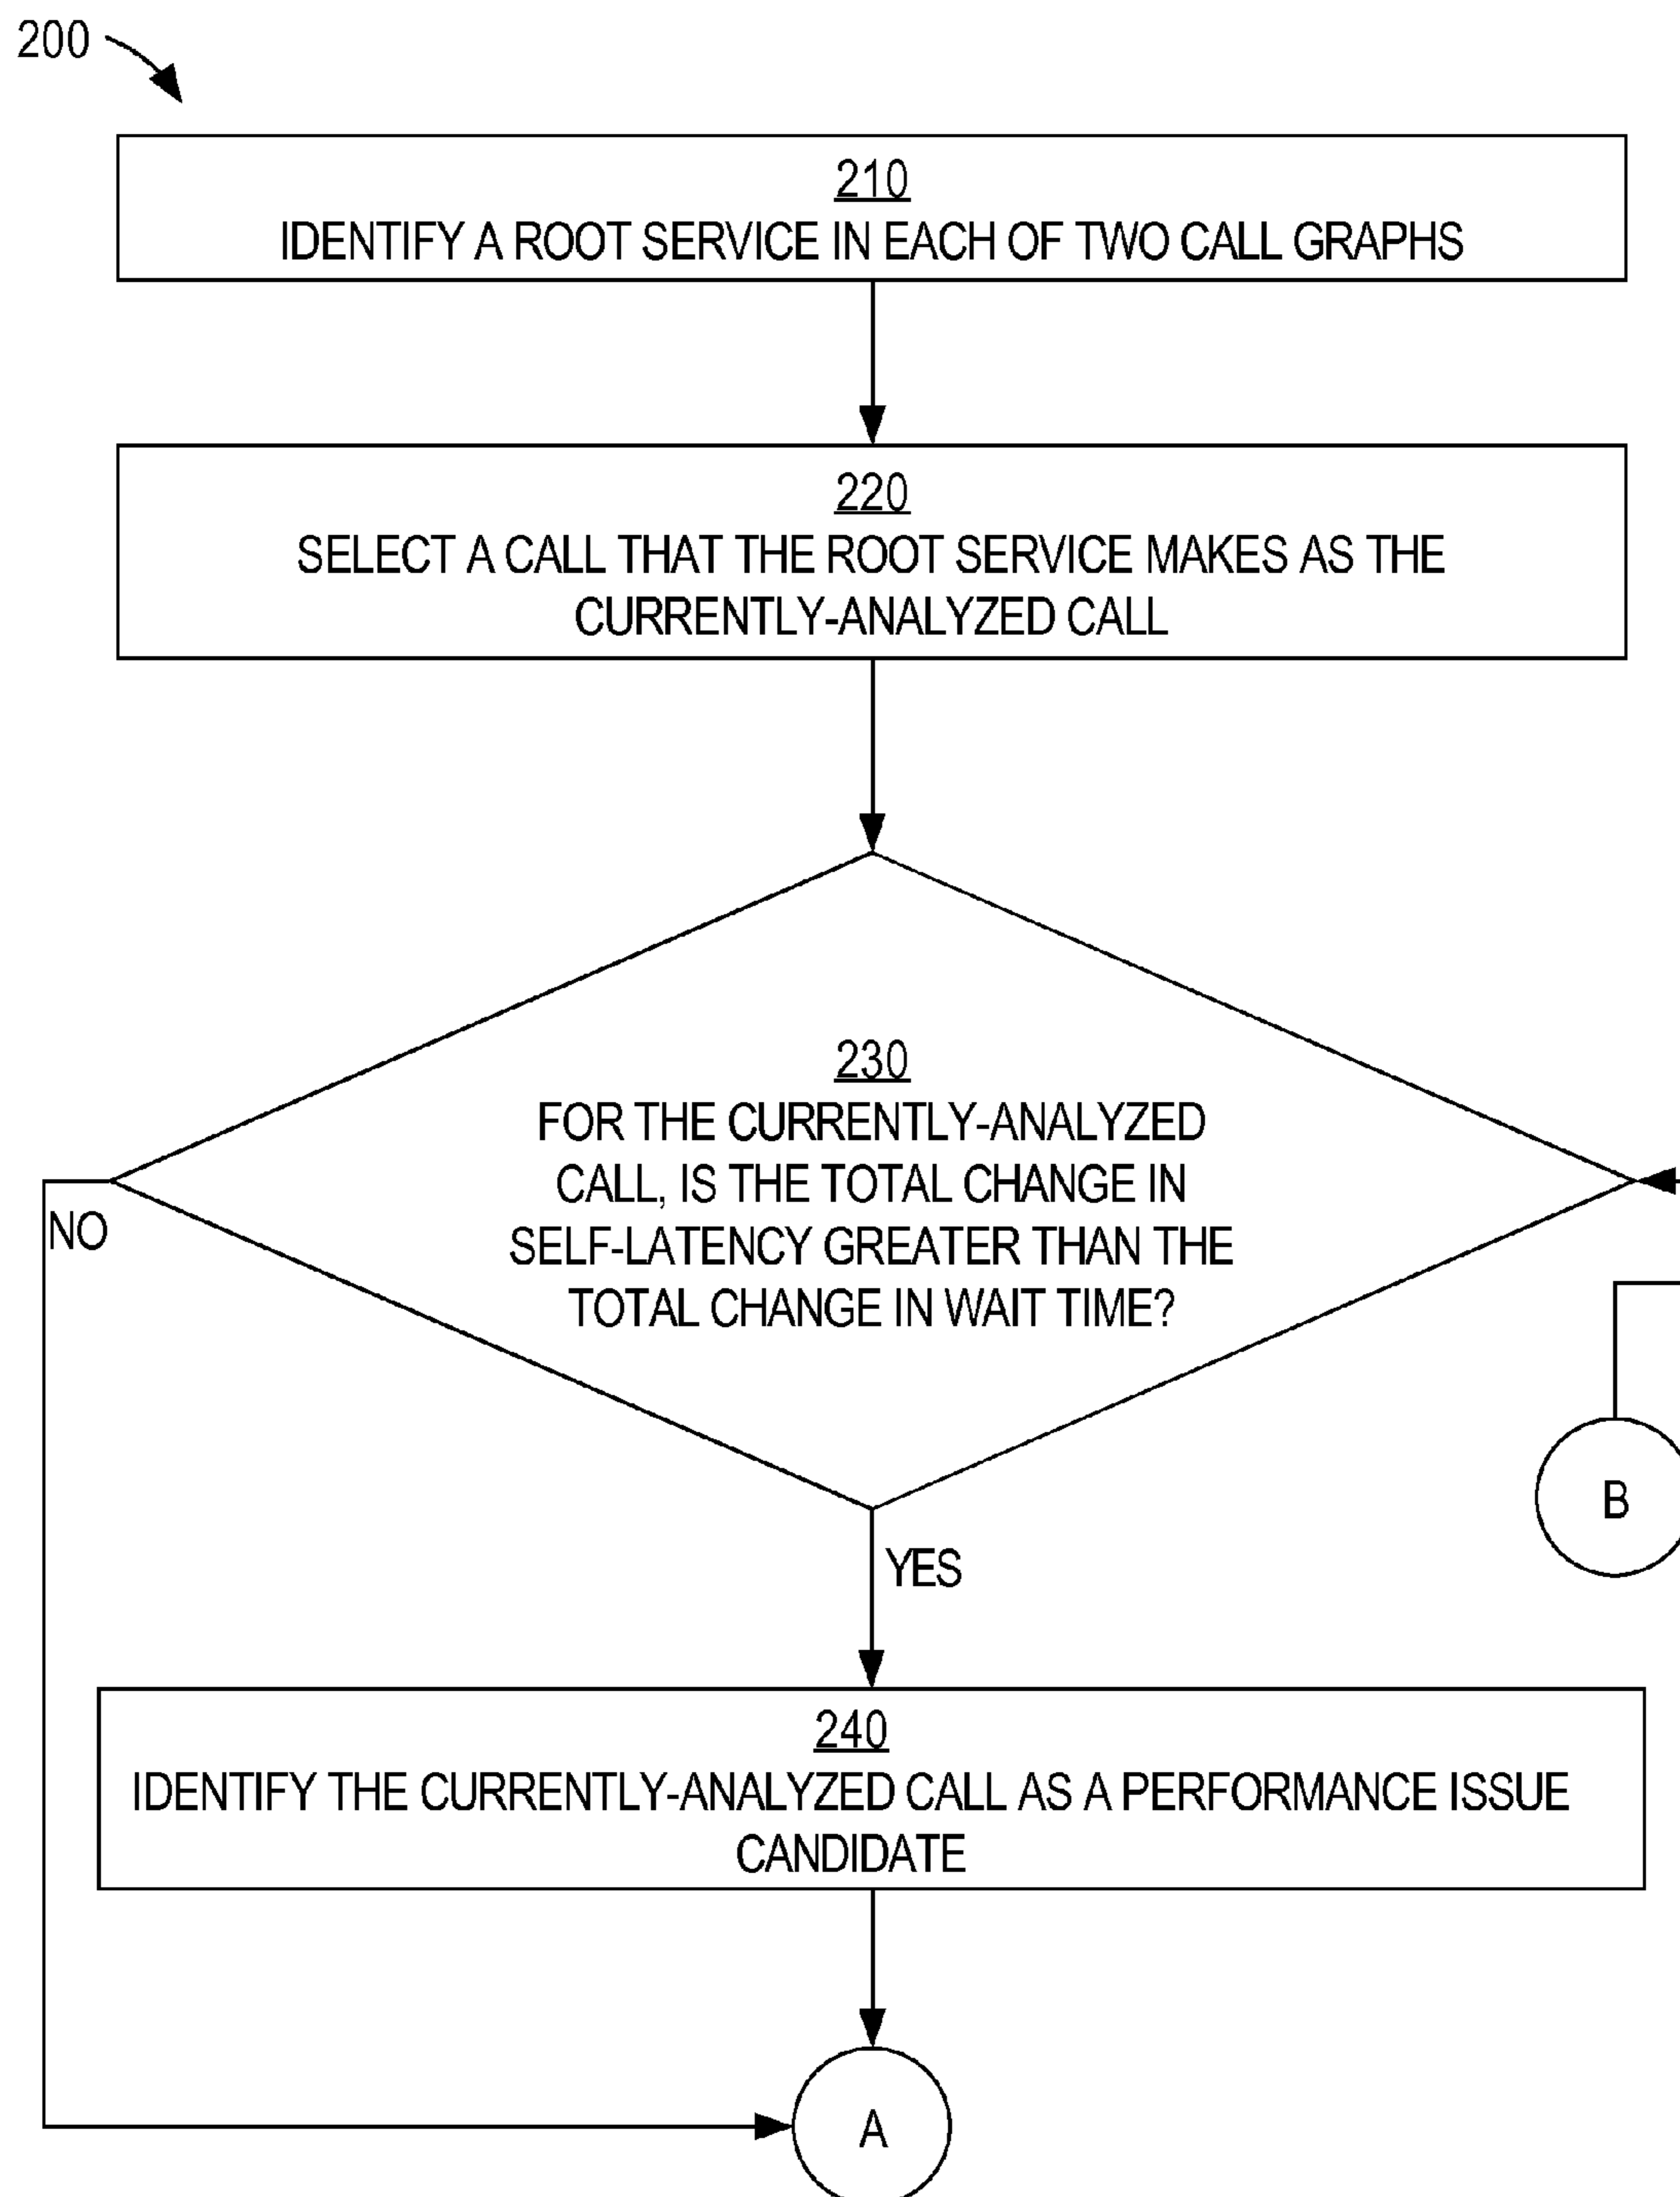 200
210
IDENTIFY A ROOT SERVICE IN EACH OF TWO CALL GRAPHS
220
SELECT A CALL THAT THE ROOT SERVICE MAKES AS THE
CURRENTLY-ANALYZED CALL
230
FOR THE CURRENTLY-ANALYZED
CALL, IS THE TOTAL CHANGE IN
SELF-LATENCY GREATER THAN THE
TOTAL CHANGE IN WAIT TIME?
NO
B
YES
240
IDENTIFY THE CURRENTLY-ANALYZED CALL AS A PERFORMANCE ISSUE
CANDIDATE
A